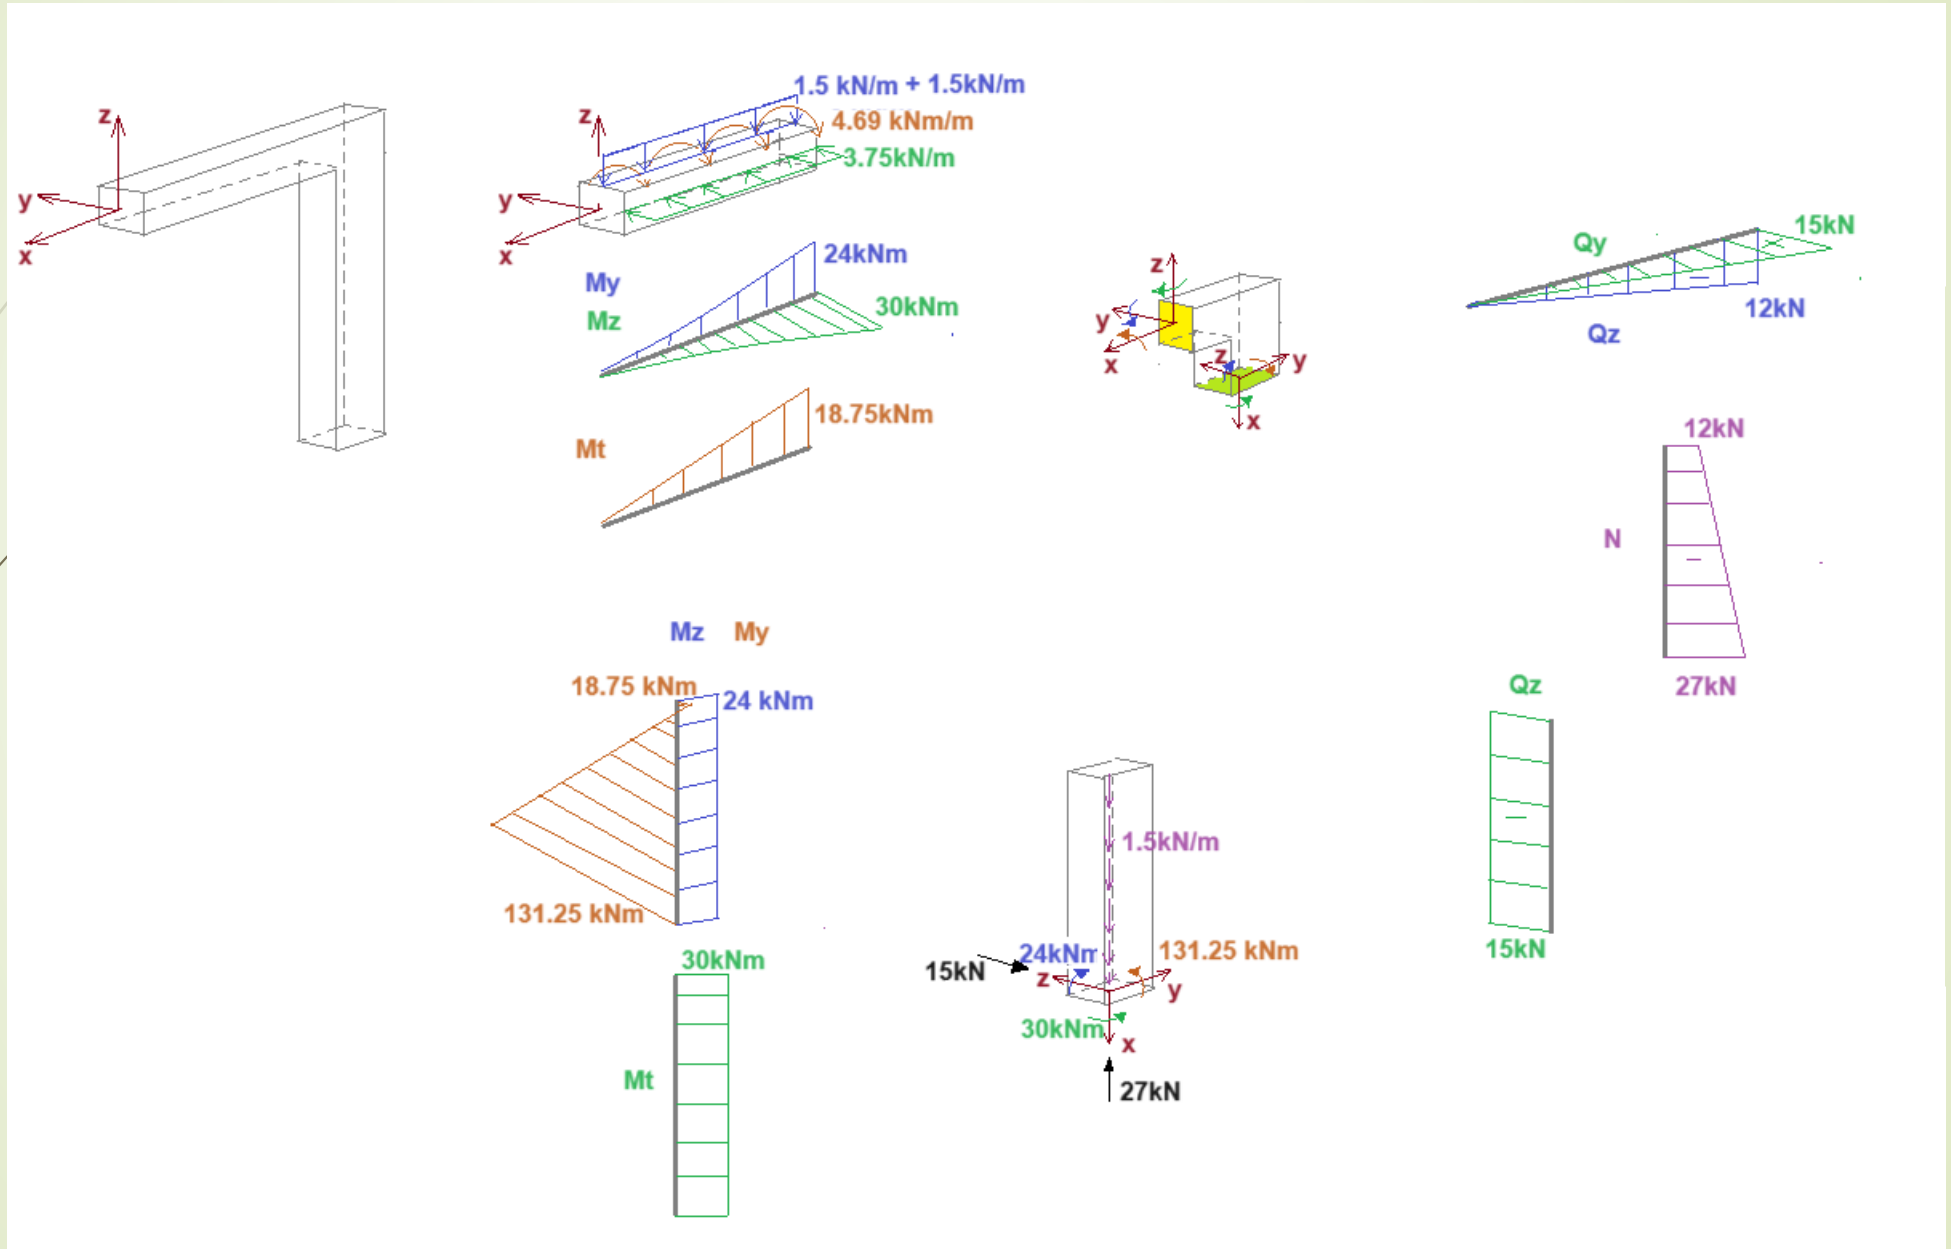 1.5 kN/m + 1.5kN/m
z
z
4.69 kNm/m
3.75kN/m
y
y
x
x
15kN
Qy
24kNm
My
z
30kNm
12kN
Mz
y
Qz
x
z
y
18.75kNm
x
12kN
Mt
N
Mz My
18.75 kNm
24 kNm
Qz
27kN
1.5kN/m
131.25 kNm
24kNm
131.25 kNm
15kN
15kN
30kNm
z
y
30kNm
x
Mt
27kN